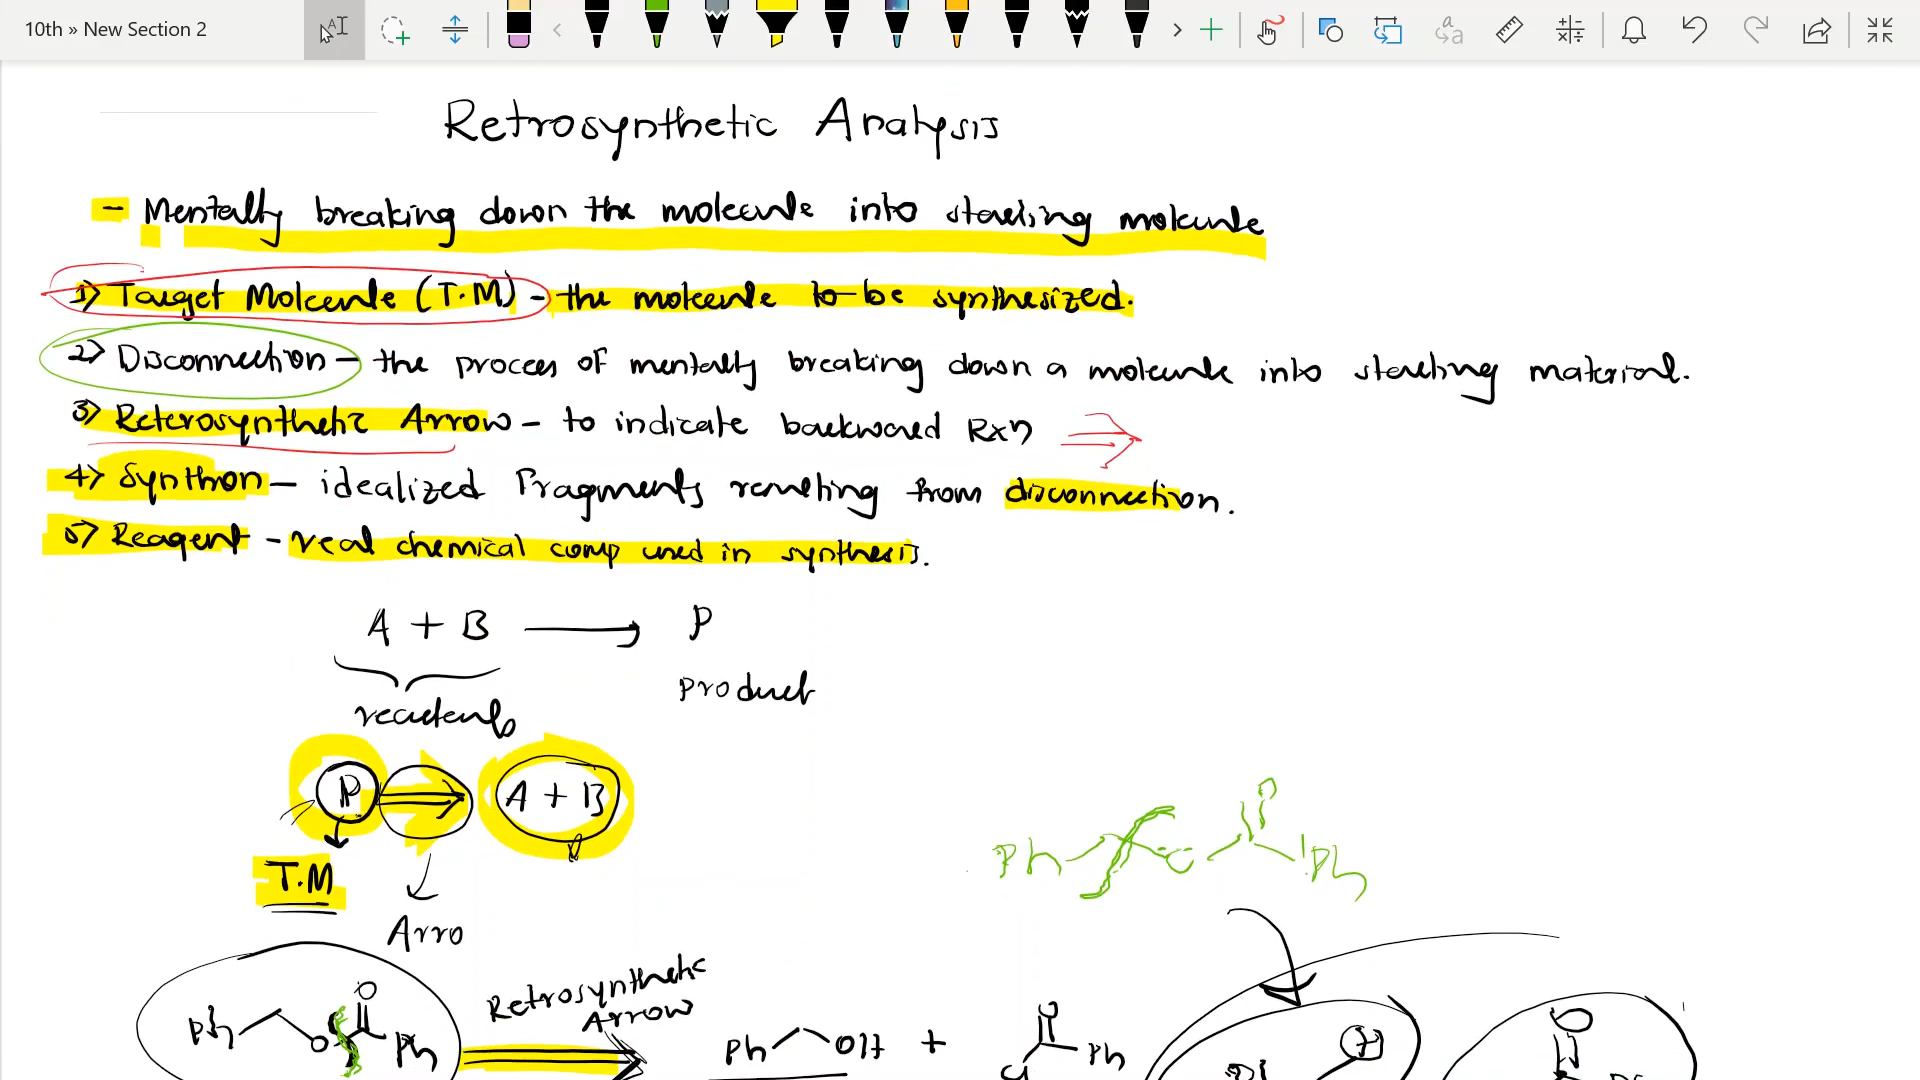 10th » New Section 2
Retrosynthetic Analysis
- Mentally breaking down the molecule into starting molecule
1) Target Molecule (T.M) - the molecule to be synthesized.
2) Disconnection - the process of mentally breaking down a molecule into starting material.
3) Reterosynthetic Arrow - to indicate backward Rxn ⇒
4) Synthon - idealized fragments resulting from disconnection.
5) Reagent - real chemical comp used in synthesis.
A + B → P
reactants product
P ⇒ A + B
T.M
Arro
Ph O O Ph
Ph O O Ph
Retrosynthetic
Arrow
Ph OH + O Cl Ph
O